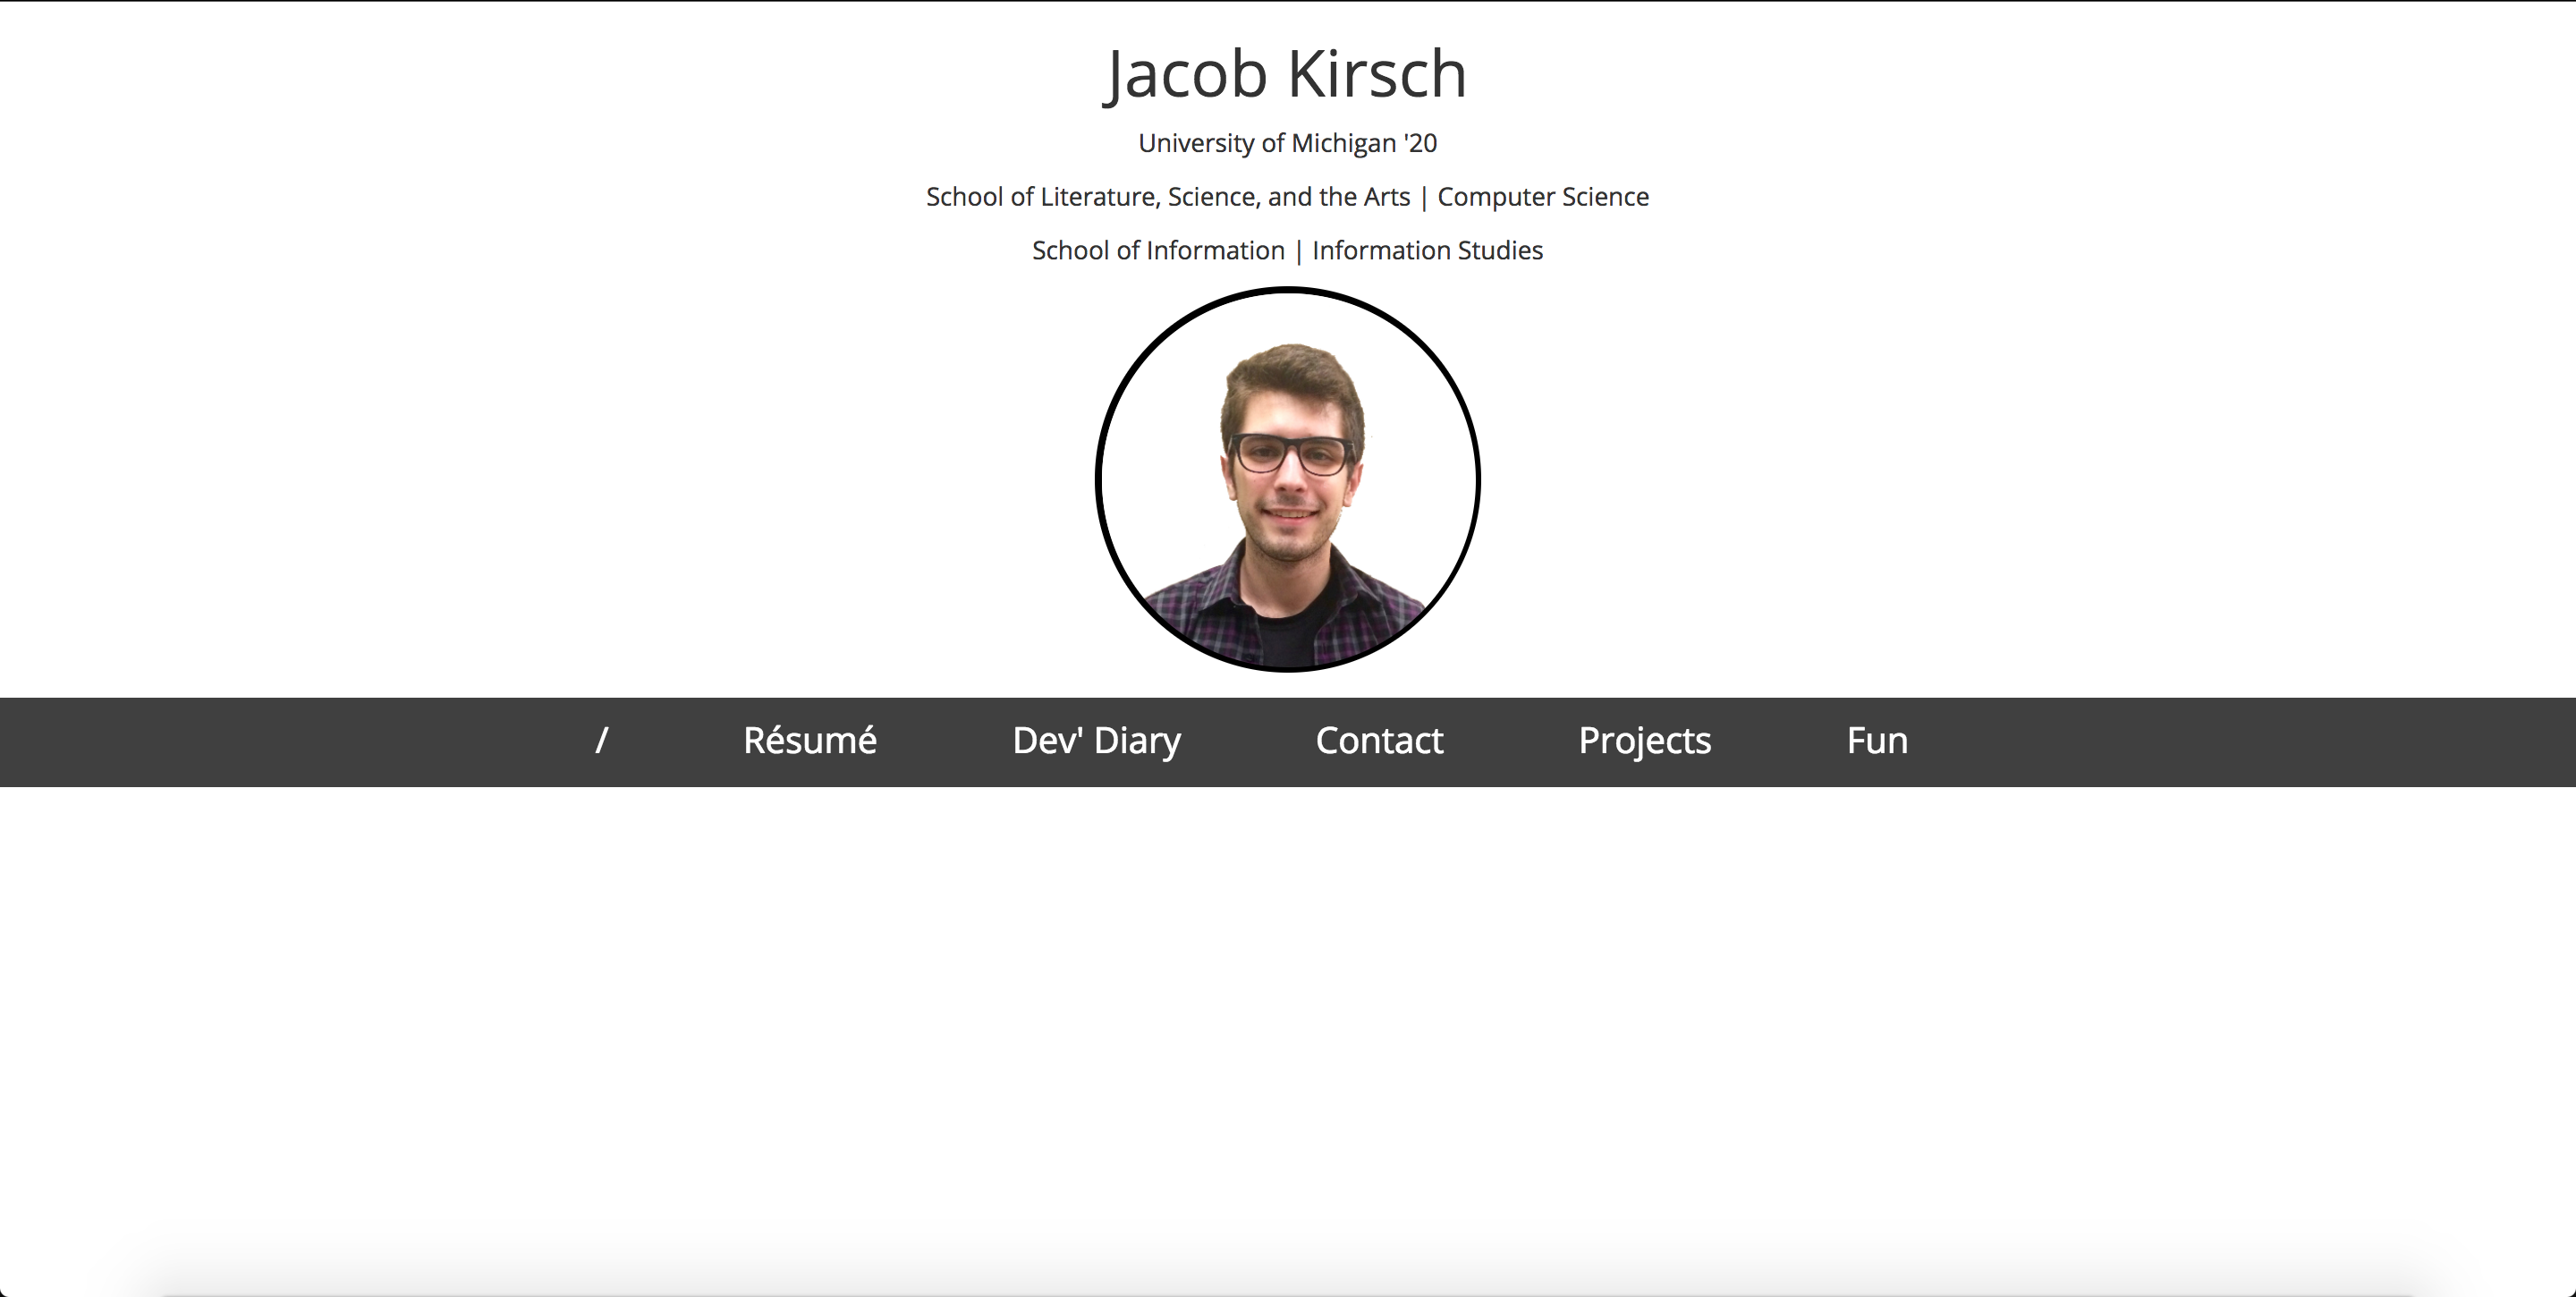 Jacob Kirsch
University of Michigan '20
School of Literature, Science, and the Arts | Computer Science
School of Information | Information Studies
/ Résumé Dev' Diary Contact Projects Fun